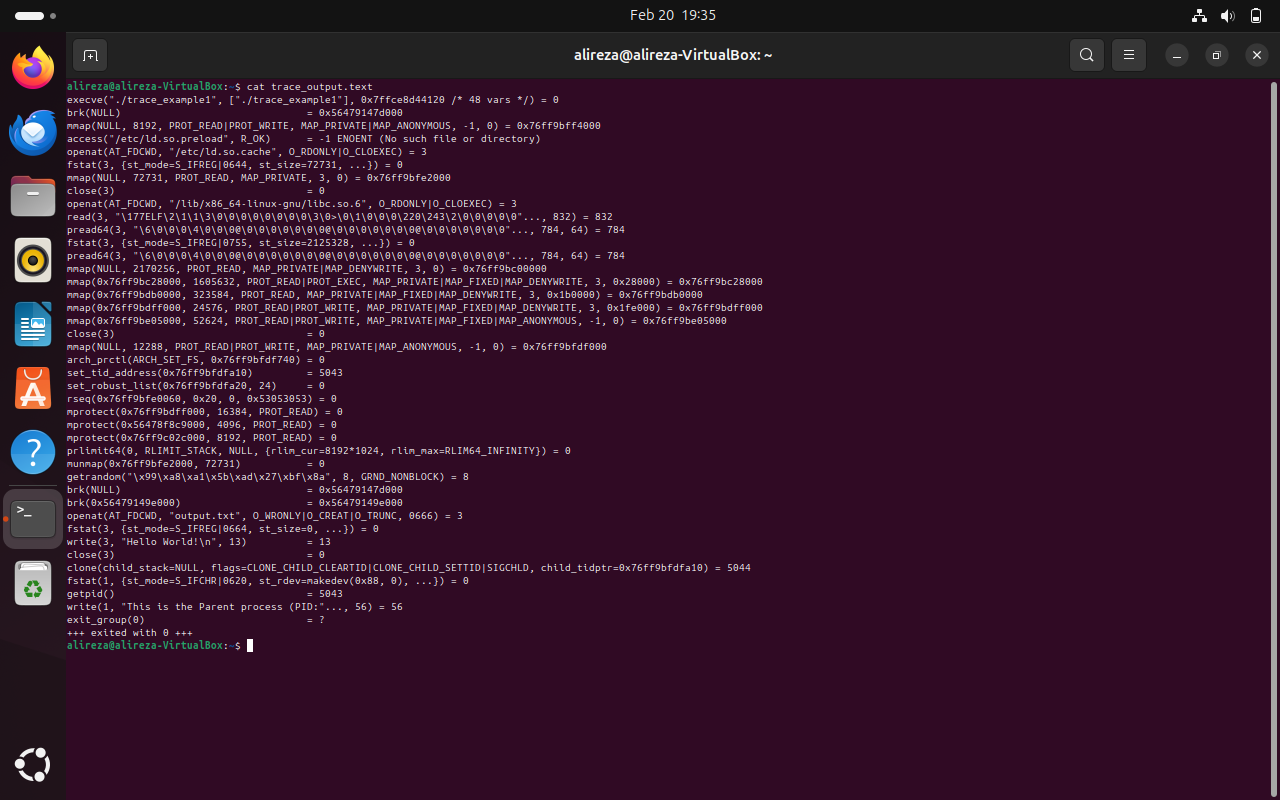 Feb 20 19:35
alireza@alireza-VirtualBox: ~
alireza@alireza-VirtualBox:~$ cat trace_output.text
execve("./trace_example1", ["./trace_example1"], 0x7ffce8d44120 /* 48 vars */) = 0
brk(NULL)                               = 0x56479147d000
mmap(NULL, 8192, PROT_READ|PROT_WRITE, MAP_PRIVATE|MAP_ANONYMOUS, -1, 0) = 0x76ff9bff4000
access("/etc/ld.so.preload", R_OK)      = -1 ENOENT (No such file or directory)
openat(AT_FDCWD, "/etc/ld.so.cache", O_RDONLY|O_CLOEXEC) = 3
fstat(3, {st_mode=S_IFREG|0644, st_size=72731, ...}) = 0
mmap(NULL, 72731, PROT_READ, MAP_PRIVATE, 3, 0) = 0x76ff9bfe2000
close(3)                                = 0
openat(AT_FDCWD, "/lib/x86_64-linux-gnu/libc.so.6", O_RDONLY|O_CLOEXEC) = 3
read(3, "\177ELF\2\1\1\3\0\0\0\0\0\0\0\0\3\0>\0\1\0\0\0\220\243\2\0\0\0\0\0"..., 832) = 832
pread64(3, "\6\0\0\0\4\0\0\0@\0\0\0\0\0\0\0@\0\0\0\0\0\0\0@\0\0\0\0\0\0\0"..., 784, 64) = 784
fstat(3, {st_mode=S_IFREG|0755, st_size=2125328, ...}) = 0
pread64(3, "\6\0\0\0\4\0\0\0@\0\0\0\0\0\0\0@\0\0\0\0\0\0\0@\0\0\0\0\0\0\0"..., 784, 64) = 784
mmap(NULL, 2170256, PROT_READ, MAP_PRIVATE|MAP_DENYWRITE, 3, 0) = 0x76ff9bc00000
mmap(0x76ff9bc28000, 1605632, PROT_READ|PROT_EXEC, MAP_PRIVATE|MAP_FIXED|MAP_DENYWRITE, 3, 0x28000) = 0x76ff9bc28000
mmap(0x76ff9bdb0000, 323584, PROT_READ, MAP_PRIVATE|MAP_FIXED|MAP_DENYWRITE, 3, 0x1b0000) = 0x76ff9bdb0000
mmap(0x76ff9bdff000, 24576, PROT_READ|PROT_WRITE, MAP_PRIVATE|MAP_FIXED|MAP_DENYWRITE, 3, 0x1fe000) = 0x76ff9bdff000
mmap(0x76ff9be05000, 52624, PROT_READ|PROT_WRITE, MAP_PRIVATE|MAP_FIXED|MAP_ANONYMOUS, -1, 0) = 0x76ff9be05000
close(3)                                = 0
mmap(NULL, 12288, PROT_READ|PROT_WRITE, MAP_PRIVATE|MAP_ANONYMOUS, -1, 0) = 0x76ff9bfdf000
arch_prctl(ARCH_SET_FS, 0x76ff9bfdf740) = 0
set_tid_address(0x76ff9bfdfa10)         = 5043
set_robust_list(0x76ff9bfdfa20, 24)     = 0
rseq(0x76ff9bfe0060, 0x20, 0, 0x53053053) = 0
mprotect(0x76ff9bdff000, 16384, PROT_READ) = 0
mprotect(0x56478f8c9000, 4096, PROT_READ) = 0
mprotect(0x76ff9c02c000, 8192, PROT_READ) = 0
prlimit64(0, RLIMIT_STACK, NULL, {rlim_cur=8192*1024, rlim_max=RLIM64_INFINITY}) = 0
munmap(0x76ff9bfe2000, 72731)           = 0
getrandom("\x99\xa8\xa1\x5b\xad\x27\xbf\x8a", 8, GRND_NONBLOCK) = 8
brk(NULL)                               = 0x56479147d000
brk(0x56479149e000)                     = 0x56479149e000
openat(AT_FDCWD, "output.txt", O_WRONLY|O_CREAT|O_TRUNC, 0666) = 3
fstat(3, {st_mode=S_IFREG|0664, st_size=0, ...}) = 0
write(3, "Hello World!\n", 13)          = 13
close(3)                                = 0
clone(child_stack=NULL, flags=CLONE_CHILD_CLEARTID|CLONE_CHILD_SETTID|SIGCHLD, child_tidptr=0x76ff9bfdfa10) = 5044
fstat(1, {st_mode=S_IFCHR|0620, st_rdev=makedev(0x88, 0), ...}) = 0
getpid()                                = 5043
write(1, "This is the Parent process (PID:"..., 56) = 56
exit_group(0)                           = ?
+++ exited with 0 +++
alireza@alireza-VirtualBox:~$